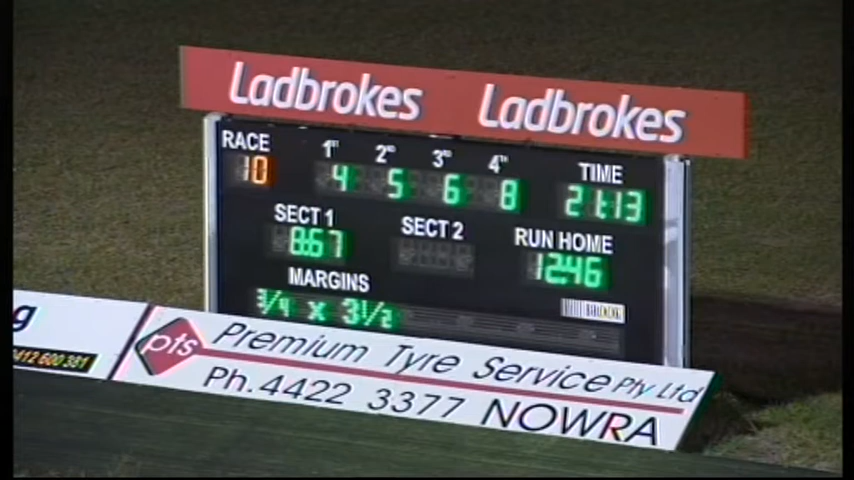 Ladbrokes Ladbrokes
RACE 1ST 2ND 3RD 4TH TIME
10 4 5 6 8 21:13
SECT 1 SECT 2 RUN HOME
8:67 12:46
MARGINS
3/4 x 3 1/2
g
0412 600 381
pts Premium Tyre Service Pty Ltd
Ph.4422 3377 NOWRA